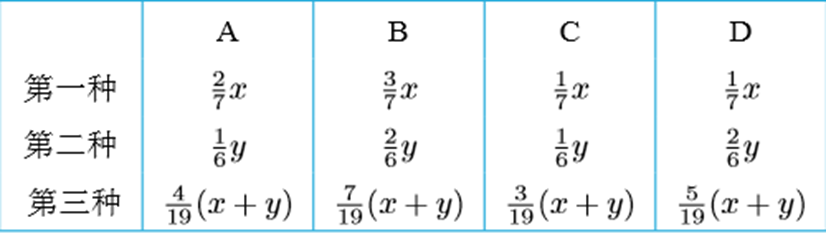 A B C D
第一种 2/7x 3/7x 1/7x 1/7x
第二种 1/6y 2/6y 1/6y 2/6y
第三种 4/19(x + y) 7/19(x + y) 3/19(x + y) 5/19(x + y)